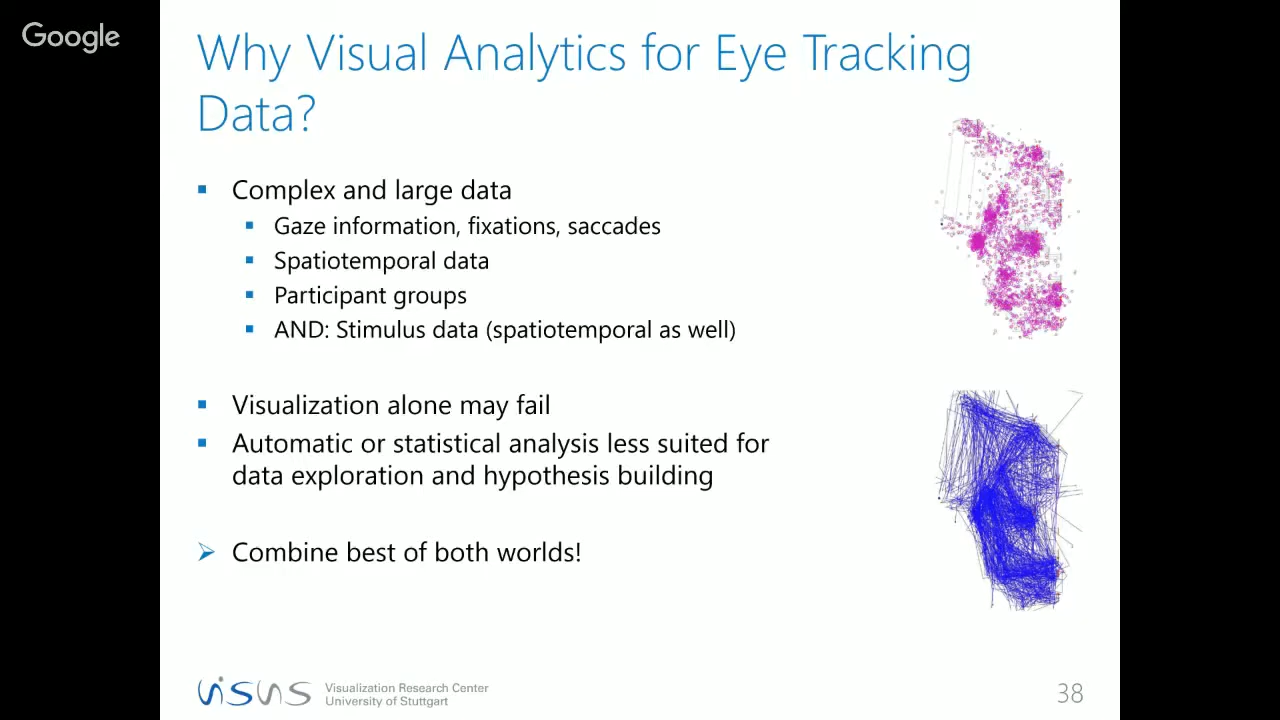 Google
Why Visual Analytics for Eye Tracking
Data?
Complex and large data
Gaze information, fixations, saccades
Spatiotemporal data
Participant groups
AND: Stimulus data (spatiotemporal as well)
Visualization alone may fail
Automatic or statistical analysis less suited for
data exploration and hypothesis building
Combine best of both worlds!
VISUS
Visualization Research Center
University of Stuttgart
38